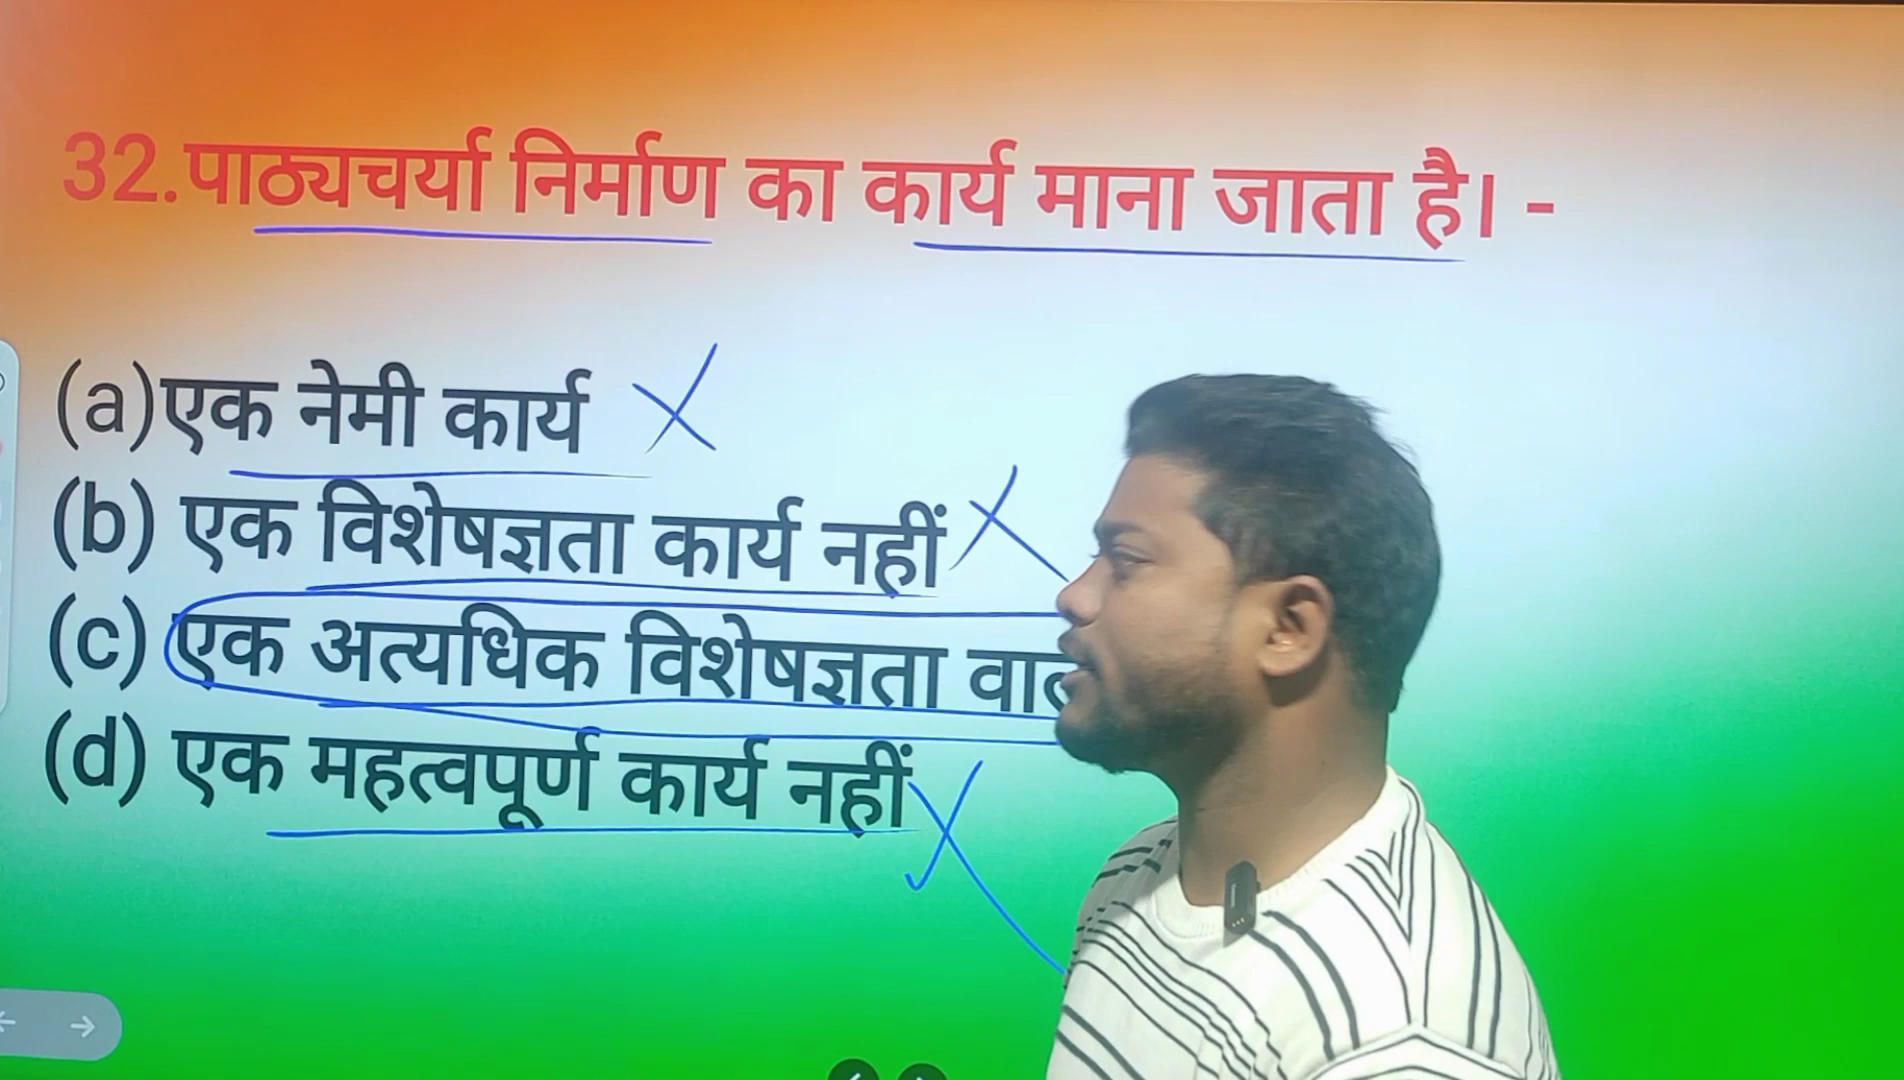 32.पाठ्यचर्या निर्माण का कार्य माना जाता है। -
(a)एक नेमी कार्य
(b) एक विशेषज्ञता कार्य नहीं
(c) एक अत्यधिक विशेषज्ञता
(d) एक महत्वपूर्ण कार्य नहीं